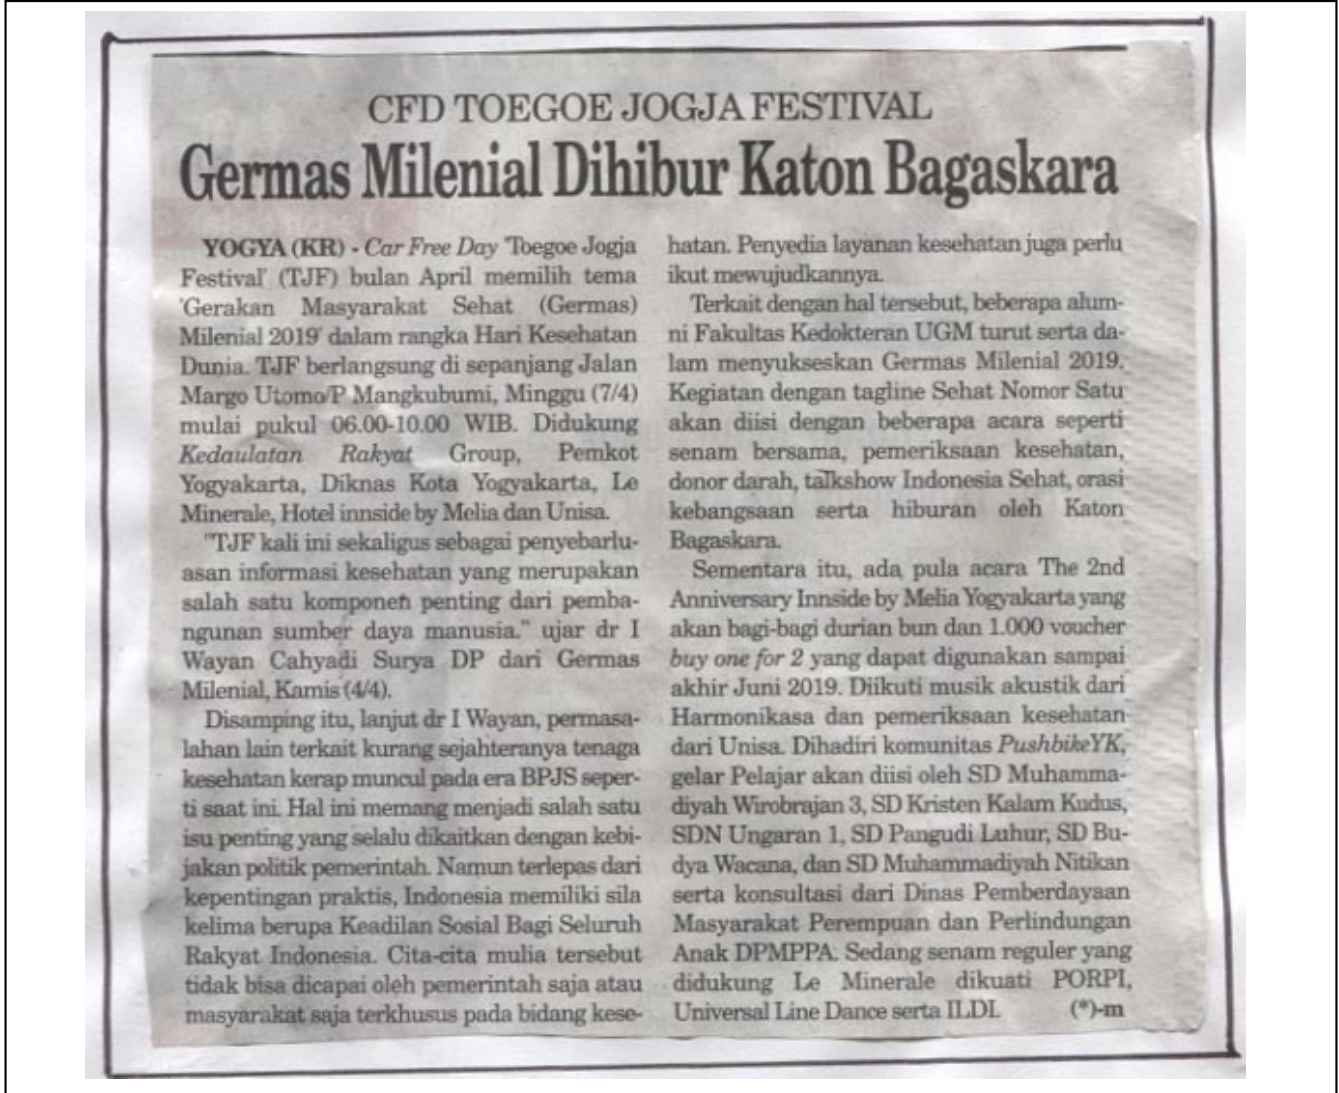 CFD TOEGOE JOGJA FESTIVAL
Germas Milenial Dihibur Katon Bagaskara
YOGYA (KR) - Car Free Day 'Toegoe Jogja
Festival' (TJF) bulan April memilih tema
'Gerakan Masyarakat Sehat (Germas)
Milenial 2019' dalam rangka Hari Kesehatan
Dunia. TJF berlangsung di sepanjang Jalan
Margo Utomo/P Mangkubumi, Minggu (7/4)
mulai pukul 06.00-10.00 WIB. Didukung
Kedaulatan Rakyat Group, Pemkot
Yogyakarta, Diknas Kota Yogyakarta, Le
Minerale, Hotel innside by Melia dan Unisa.
"TJF kali ini sekaligus sebagai penyebarlu-
asan informasi kesehatan yang merupakan
salah satu komponen penting dari pemba-
ngunan sumber daya manusia." ujar dr I
Wayan Cahyadi Surya DP dari Germas
Milenial, Kamis (4/4).
Disamping itu, lanjut dr I Wayan, permasa-
lahan lain terkait kurang sejahteranya tenaga
kesehatan kerap muncul pada era BPJS seper-
ti saat ini. Hal ini memang menjadi salah satu
isu penting yang selalu dikaitkan dengan kebi-
jakan politik pemerintah. Namun terlepas dari
kepentingan praktis, Indonesia memiliki sila
kelima berupa Keadilan Sosial Bagi Seluruh
Rakyat Indonesia. Cita-cita mulia tersebut
tidak bisa dicapai oleh pemerintah saja atau
masyarakat saja terkhusus pada bidang kese-
hatan. Penyedia layanan kesehatan juga perlu
ikut mewujudkannya.
Terkait dengan hal tersebut, beberapa alum-
ni Fakultas Kedokteran UGM turut serta da-
lam menyukseskan Germas Milenial 2019.
Kegiatan dengan tagline Sehat Nomor Satu
akan diisi dengan beberapa acara seperti
senam bersama, pemeriksaan kesehatan,
donor darah, talkshow Indonesia Sehat, orasi
kebangsaan serta hiburan oleh Katon
Bagaskara.
Sementara itu, ada pula acara 'The 2nd
Anniversary Innside by Melia Yogyakarta yang
akan bagi-bagi durian bun dan 1.000 voucher
buy one for 2 yang dapat digunakan sampai
akhir Juni 2019. Diikuti musik akustik dari
Harmonikasa dan pemeriksaan kesehatan
dari Unisa. Dihadiri komunitas PushbikeYK,
gelar Pelajar akan diisi oleh SD Muhamma-
diyah Wirobrajan 3, SD Kristen Kalam Kudus,
SDN Ungaran 1, SD Pangudi Luhur, SD Bu-
dya Wacana, dan SD Muhammadiyah Nitikan
serta konsultasi dari Dinas Pemberdayaan
Masyarakat Perempuan dan Perlindungan
Anak DPMPPA. Sedang senam reguler yang
didukung Le Minerale dikuati PORPI,
Universal Line Dance serta ILDI. (*)-m